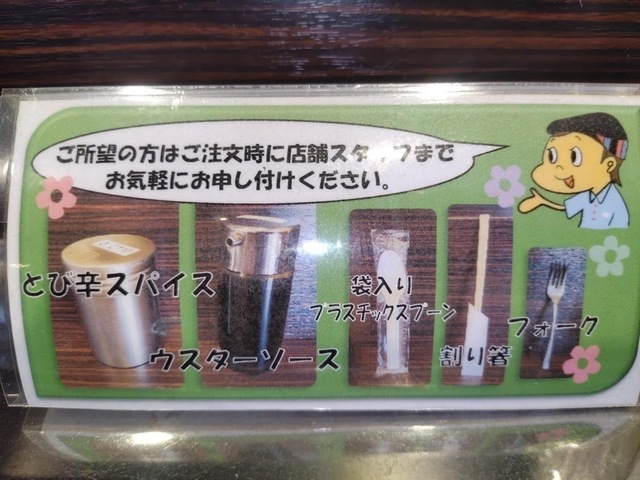 ご所望の方はご注文時に店舗スタッフまで
お気軽にお申し付けください。
とび辛スパイス
ウスターソース
袋入り
プラスチックスプーン
割り箸
フォーク